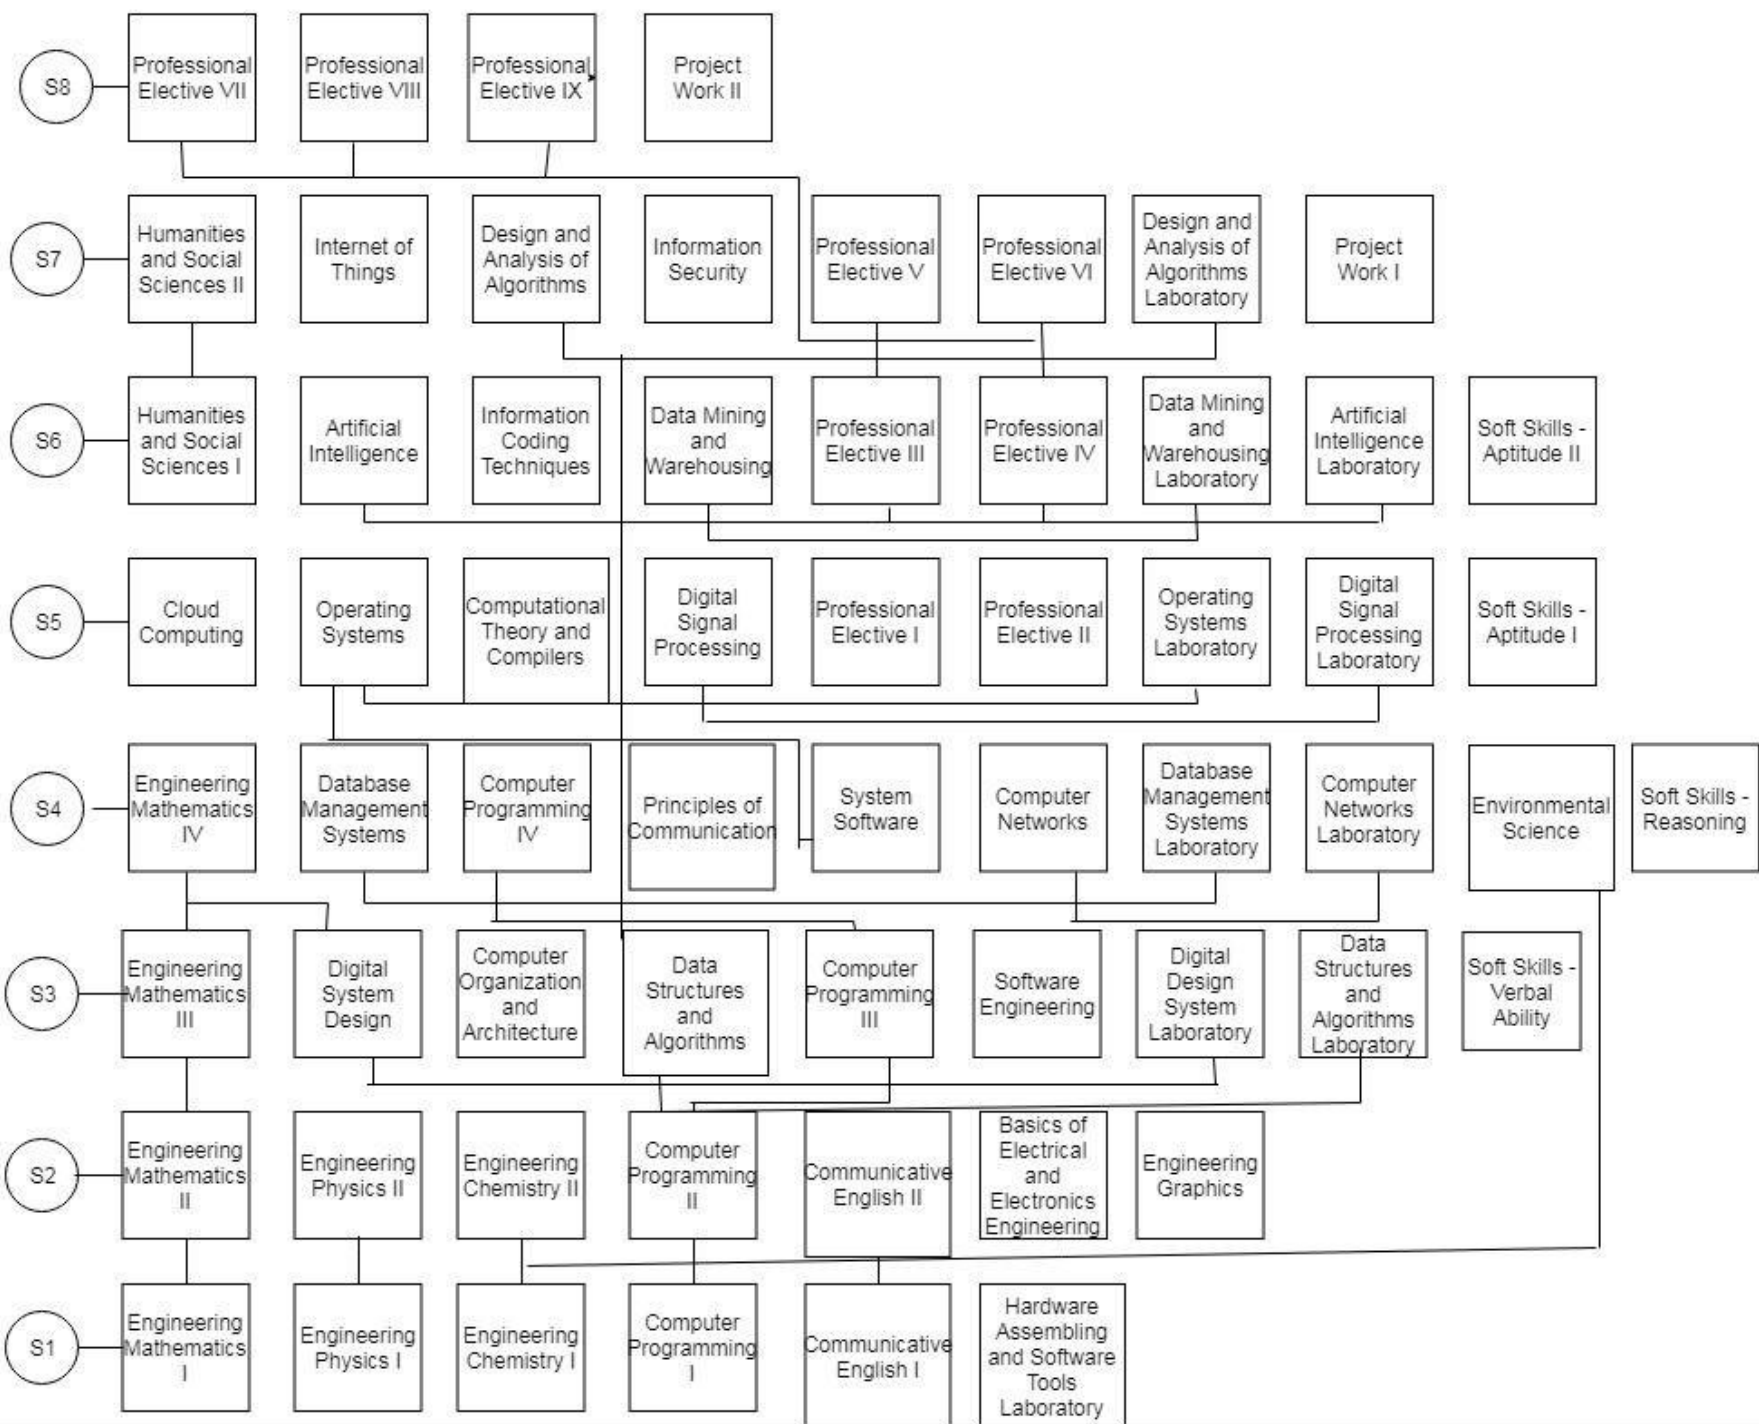 S8
Professional
Elective VII
Professional
Elective VIII
Professional
Elective IX
Project
Work II
S7
Humanities
and Social
Sciences II
Internet of
Things
Design and
Analysis of
Algorithms
Information
Security
Professional
Elective V
Professional
Elective VI
Design and
Analysis of
Algorithms
Laboratory
Project
Work I
S6
Humanities
and Social
Sciences I
Artificial
Intelligence
Information
Coding
Techniques
Data Mining
and
Warehousing
Professional
Elective III
Professional
Elective IV
Data Mining
and
Warehousing
Laboratory
Artificial
Intelligence
Laboratory
Soft Skills -
Aptitude II
S5
Cloud
Computing
Operating
Systems
Computational
Theory and
Compilers
Digital
Signal
Processing
Professional
Elective I
Professional
Elective II
Operating
Systems
Laboratory
Digital
Signal
Processing
Laboratory
Soft Skills -
Aptitude I
S4
Engineering
Mathematics
IV
Database
Management
Systems
Computer
Programming
IV
Principles of
Communication
System
Software
Computer
Networks
Database
Management
Systems
Laboratory
Computer
Networks
Laboratory
Environmental
Science
Soft Skills -
Reasoning
S3
Engineering
Mathematics
III
Digital
System
Design
Computer
Organization
and
Architecture
Data
Structures
and
Algorithms
Computer
Programming
III
Software
Engineering
Digital
Design
System
Laboratory
Data
Structures
and
Algorithms
Laboratory
Soft Skills -
Verbal
Ability
S2
Engineering
Mathematics
II
Engineering
Physics II
Engineering
Chemistry II
Computer
Programming
II
Communicative
English II
Basics of
Electrical
and
Electronics
Engineering
Engineering
Graphics
S1
Engineering
Mathematics
I
Engineering
Physics I
Engineering
Chemistry I
Computer
Programming
I
Communicative
English I
Hardware
Assembling
and Software
Tools
Laboratory